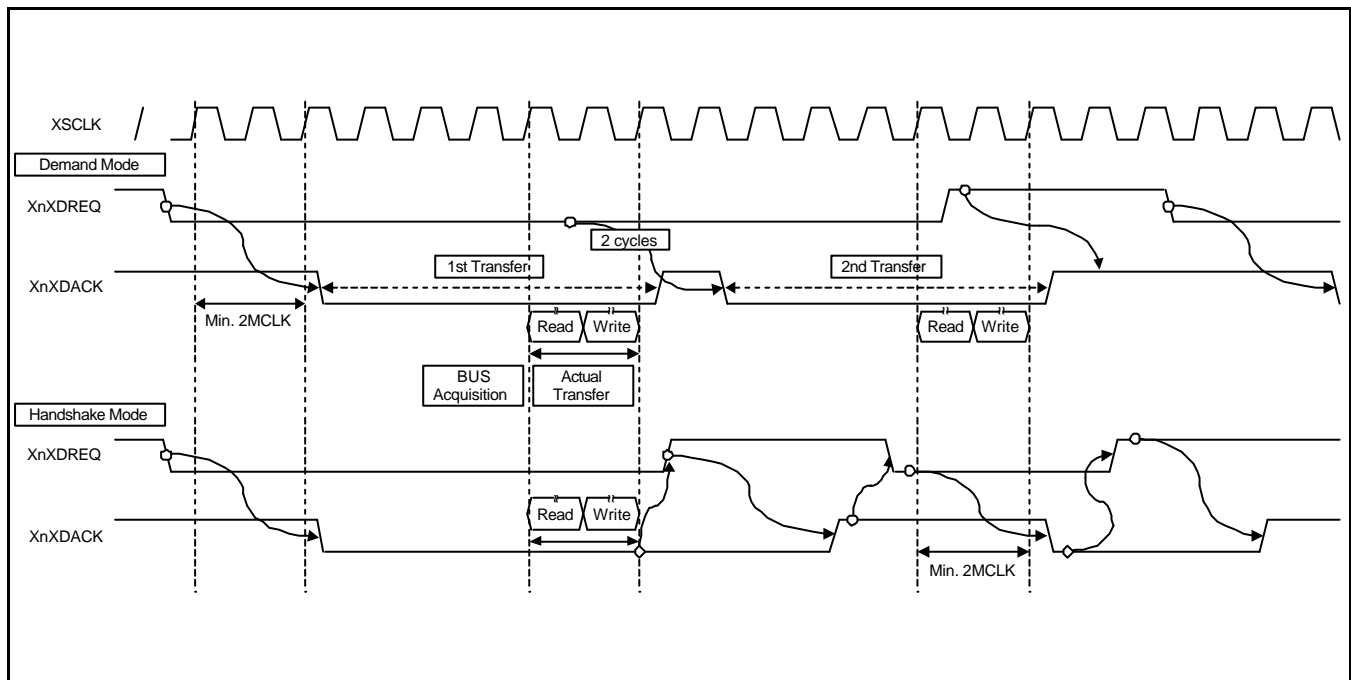 XSCLK
Demand Mode
XnXDREQ
2 cycles
1st Transfer
2nd Transfer
XnXDACK
Min. 2MCLK
Read
Write
Read
Write
BUS
Acquisition
Actual
Transfer
Handshake Mode
XnXDREQ
Read
Write
XnXDACK
Min. 2MCLK